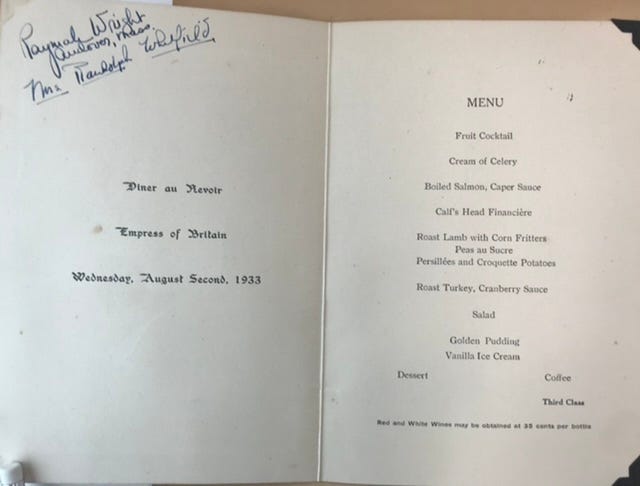 Raymah Wright
Andover, Mass.
Mrs Randolph Whitfield
Diner au Revoir
Empress of Britain
Wednesday, August Second, 1933
MENU
Fruit Cocktail
Cream of Celery
Boiled Salmon, Caper Sauce
Calf's Head Financière
Roast Lamb with Corn Fritters
Peas au Sucre
Persillées and Croquette Potatoes
Roast Turkey, Cranberry Sauce
Salad
Golden Pudding
Vanilla Ice Cream
Dessert Coffee
Third Class
Red and White Wines may be obtained at 35 cents per bottle